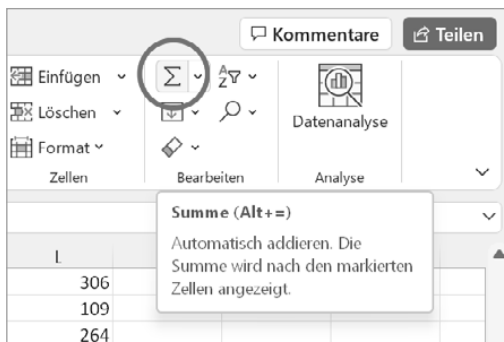 Kommentare Teilen
Einfügen Σ A Z
Löschen
Format
Datenanalyse
Zellen Bearbeiten Analyse
Summe (Alt+=)
Automatisch addieren. Die
Summe wird nach den markierten
Zellen angezeigt.
L
306
109
264